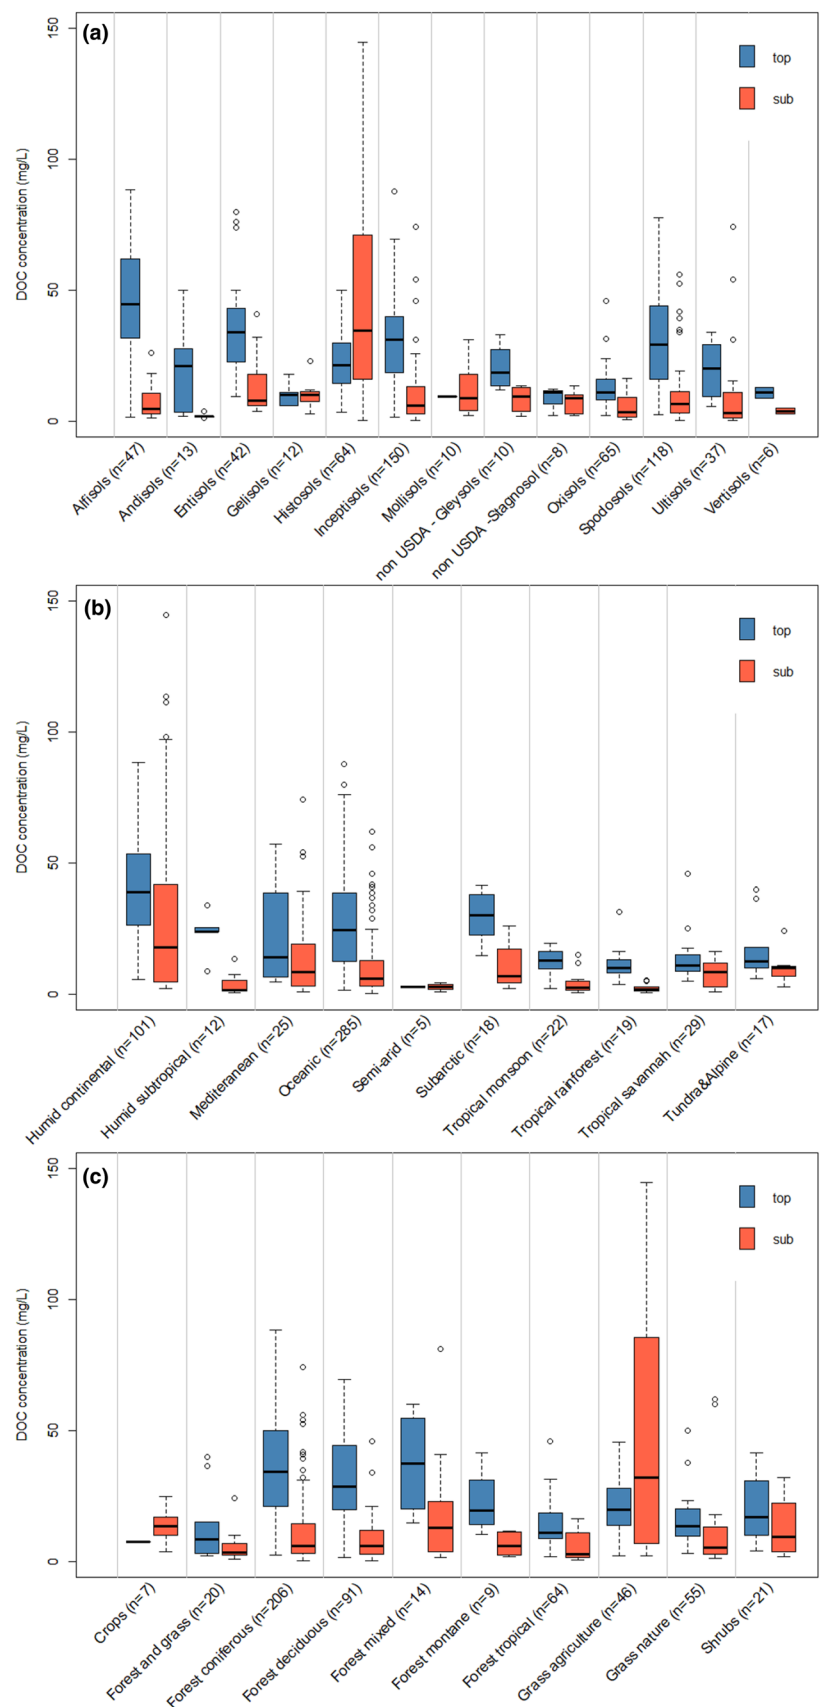 (a)
150
100
50
0
DOC concentration (mg/L)
top
sub
Alfisols (n=47)
Andisols (n=13)
Entisols (n=42)
Gelisols (n=12)
Histosols (n=64)
Inceptisols (n=150)
Mollisols (n=10)
non USDA - Gleysols (n=10)
non USDA -Stagnosol (n=8)
Oxisols (n=65)
Spodosols (n=118)
Ultisols (n=37)
Vertisols (n=6)
(b)
150
100
50
0
DOC concentration (mg/L)
top
sub
Humid continental (n=101)
Humid subtropical (n=12)
Mediteranean (n=25)
Oceanic (n=285)
Semi-arid (n=5)
Subarctic (n=18)
Tropical monsoon (n=22)
Tropical rainforest (n=19)
Tropical savannah (n=29)
Tundra&Alpine (n=17)
(c)
150
100
50
0
DOC concentration (mg/L)
top
sub
Crops (n=7)
Forest and grass (n=20)
Forest coniferous (n=206)
Forest deciduous (n=91)
Forest mixed (n=14)
Forest montane (n=9)
Forest tropical (n=64)
Grass agriculture (n=46)
Grass nature (n=55)
Shrubs (n=21)